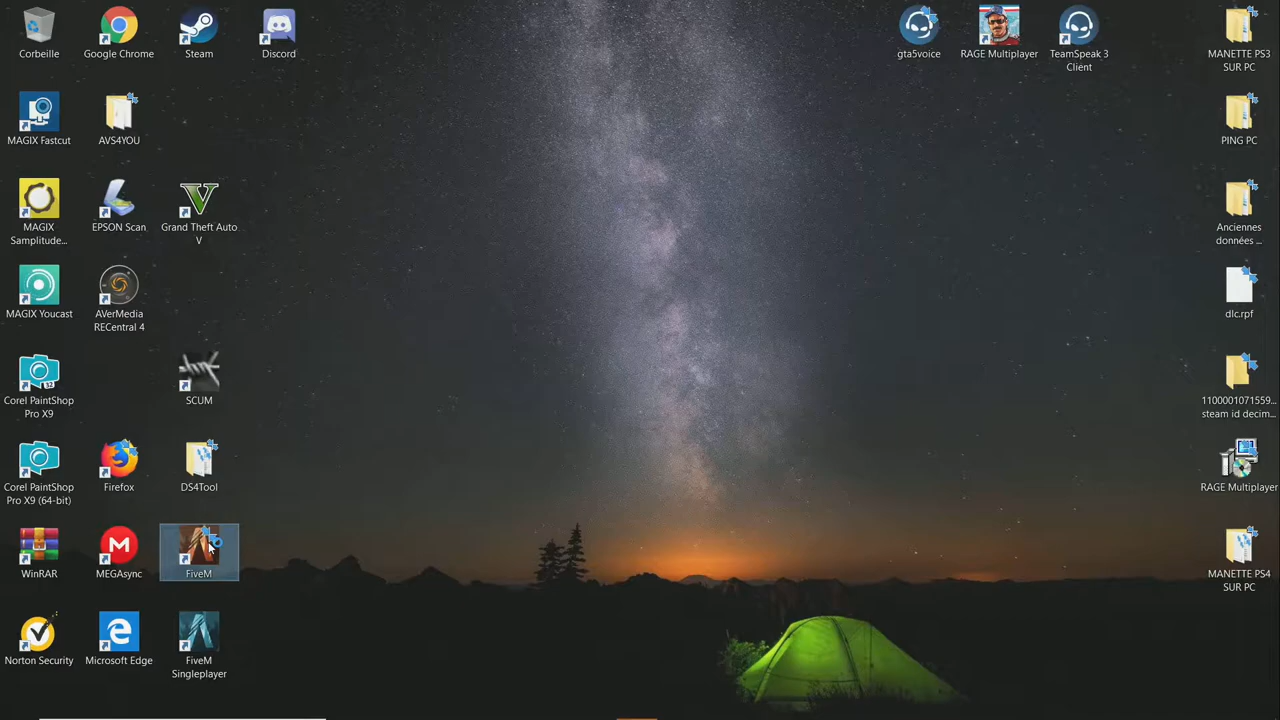 Corbeille
Google Chrome
Steam
Discord
gta5voice
RAGE Multiplayer
TeamSpeak 3
Client
MANETTE PS3
SUR PC
MAGIX Fastcut
AVS4YOU
PING PC
MAGIX
Samplitude...
EPSON Scan
Grand Theft Auto
V
Anciennes
données ...
MAGIX Youcast
AVerMedia
RECentral 4
dlc.rpf
Corel PaintShop
Pro X9
SCUM
1100001071559...
steam id decim...
Corel PaintShop
Pro X9 (64-bit)
Firefox
DS4Tool
RAGE Multiplayer
WinRAR
MEGAsync
FiveM
MANETTE PS4
SUR PC
Norton Security
Microsoft Edge
FiveM
Singleplayer